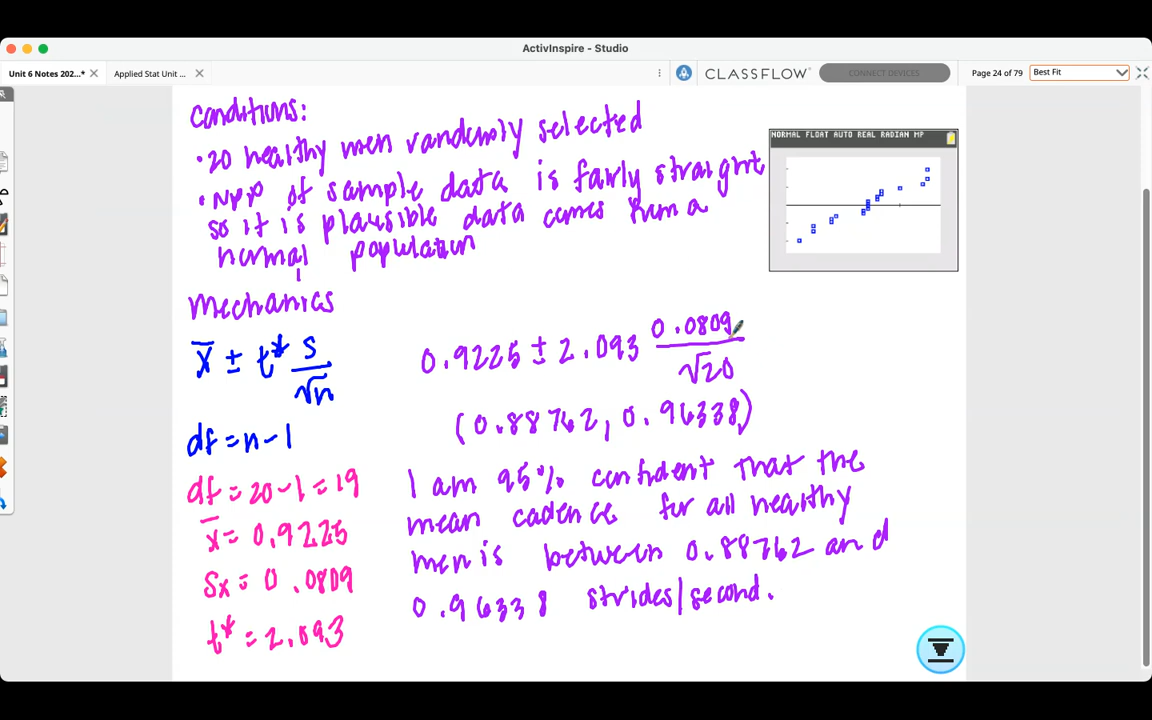 ActivInspire - Studio
Unit 6 Notes 202...*
Applied Stat Unit ...
CLASSFLOW
CONNECT DEVICES
Page 24 of 79
Best Fit
Conditions:
• 20 healthy men randomly selected
• NPP of sample data is fairly straight
so it is plausible data comes from a
normal population
NORMAL FLOAT AUTO REAL RADIAN MP
Mechanics
x̄ ± t* s/√n
0.9225 ± 2.093 0.0809/√20
(0.88762, 0.96338)
df = n - 1
df = 20 - 1 = 19
x̄ = 0.9225
Sx = 0.0809
t* = 2.093
I am 95% confident that the
mean cadence for all healthy
men is between 0.88762 and
0.96338 strides/second.